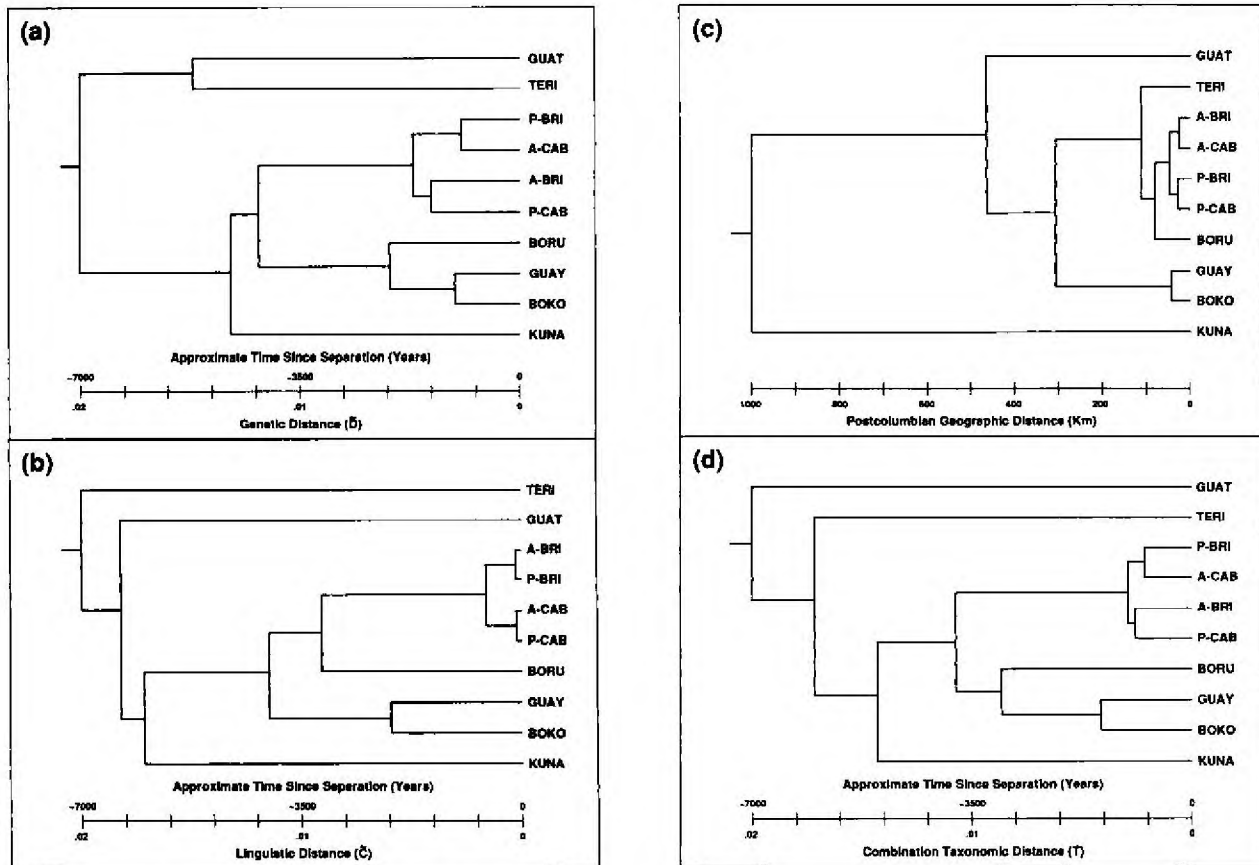 (a)
GUAT
TERI
P-BRI
A-CAB
A-BRI
P-CAB
BORU
GUAY
BOKO
KUNA
Approximate Time Since Separation (Years)
-7000 -3500 0
.02 .01 0
Genetic Distance (D̃)
(b)
TERI
GUAT
A-BRI
P-BRI
A-CAB
P-CAB
BORU
GUAY
BOKO
KUNA
Approximate Time Since Separation (Years)
-7000 -3500 0
.02 .01 0
Linguistic Distance (C̃)
(c)
GUAT
TERI
A-BRI
A-CAB
P-BRI
P-CAB
BORU
GUAY
BOKO
KUNA
1000 800 600 400 200 0
Postcolumbian Geographic Distance (Km)
(d)
GUAT
TERI
P-BRI
A-CAB
A-BRI
P-CAB
BORU
GUAY
BOKO
KUNA
Approximate Time Since Separation (Years)
-7000 -3500 0
.02 .01 0
Combination Taxonomic Distance (T)